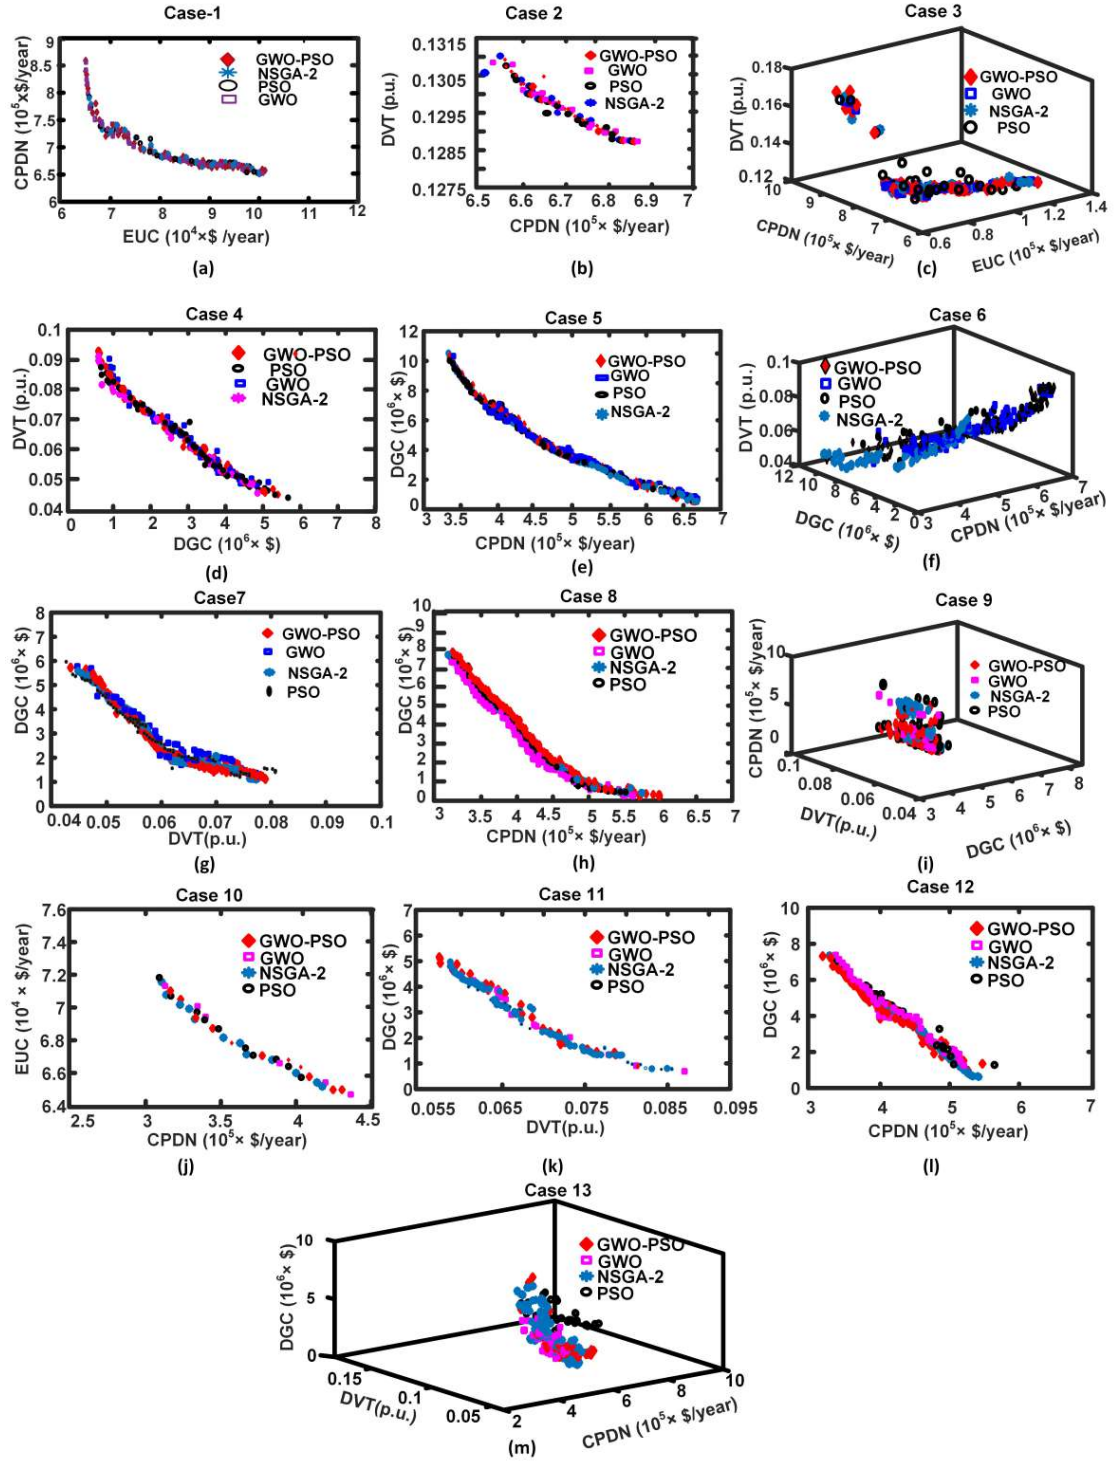 Case-1
CPDN (10⁵x$/year)
9
8.5
8
7.5
7
6.5
6
GWO-PSO
NSGA-2
PSO
GWO
6
7
8
9
10
11
12
EUC (10⁴×$ /year)
(a)
Case 2
DVT (p.u.)
0.1315
0.1305
0.1295
0.1285
0.1275
GWO-PSO
GWO
PSO
NSGA-2
6.5
6.6
6.7
6.8
6.9
7
CPDN (10⁵× $/year)
(b)
Case 3
DVT (p.u.)
0.18
0.16
0.14
0.12
GWO-PSO
GWO
NSGA-2
PSO
10
9
8
7
6
0.6
0.8
1
1.2
1.4
CPDN (10⁵× $/year)
EUC (10⁵× $/year)
(c)
Case 4
DVT (p.u.)
0.1
0.09
0.08
0.07
0.06
0.05
0.04
GWO-PSO
PSO
GWO
NSGA-2
0
1
2
3
4
5
6
7
8
DGC (10⁶× $)
(d)
Case 5
DGC (10⁶× $)
12
10
8
6
4
2
0
GWO-PSO
GWO
PSO
NSGA-2
3
3.5
4
4.5
5
5.5
6
6.5
7
CPDN (10⁵× $/year)
(e)
Case 6
DVT (p.u.)
0.1
0.08
0.06
0.04
GWO-PSO
GWO
PSO
NSGA-2
12
10
8
6
4
2
0
3
4
5
6
7
DGC (10⁶× $)
CPDN (10⁵× $/year)
(f)
Case7
DGC (10⁶× $)
8
7
6
5
4
3
2
1
0
GWO-PSO
GWO
NSGA-2
PSO
0.04
0.05
0.06
0.07
0.08
0.09
0.1
DVT(p.u.)
(g)
Case 8
DGC (10⁶× $)
10
9
8
7
6
5
4
3
2
1
0
GWO-PSO
GWO
NSGA-2
PSO
3
3.5
4
4.5
5
5.5
6
6.5
7
CPDN (10⁵× $/year)
(h)
Case 9
CPDN (10⁵× $/year)
10
5
0
GWO-PSO
GWO
NSGA-2
PSO
0.1
0.08
0.06
0.04
3
4
5
6
7
8
DVT(p.u.)
DGC (10⁶× $)
(i)
Case 10
EUC (10⁴ × $/year)
7.6
7.4
7.2
7
6.8
6.6
6.4
GWO-PSO
GWO
NSGA-2
PSO
2.5
3
3.5
4
4.5
CPDN (10⁵× $/year)
(j)
Case 11
DGC (10⁶× $)
7
6
5
4
3
2
1
0
GWO-PSO
GWO
NSGA-2
PSO
0.055
0.065
0.075
0.085
0.095
DVT(p.u.)
(k)
Case 12
DGC (10⁶× $)
10
8
6
4
2
0
GWO-PSO
GWO
NSGA-2
PSO
3
4
5
6
7
CPDN (10⁵× $/year)
(l)
Case 13
DGC (10⁶× $)
10
5
0
GWO-PSO
GWO
NSGA-2
PSO
0.15
0.1
0.05
2
4
6
8
10
DVT(p.u.)
CPDN (10⁵× $/year)
(m)